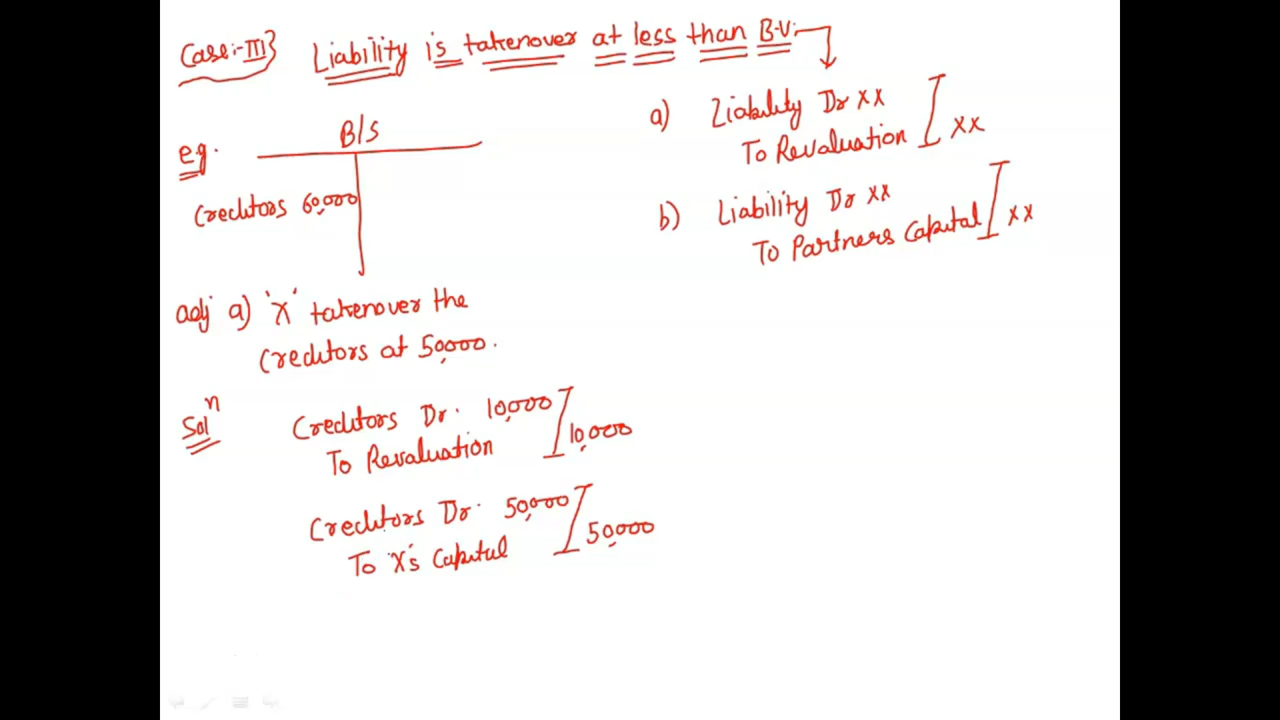 Case:-III} Liability is takenover at less than B.V.
e.g. B/S
Creditors 60,000
adj a) 'X' takenover the
Creditors at 50,000.
Solⁿ
Creditors Dr. 10,000
To Revaluation 10,000
Creditors Dr. 50,000
To X's Capital 50,000
a) Liability Dr xx
To Revaluation xx
b) Liability Dr xx
To Partners Capital xx